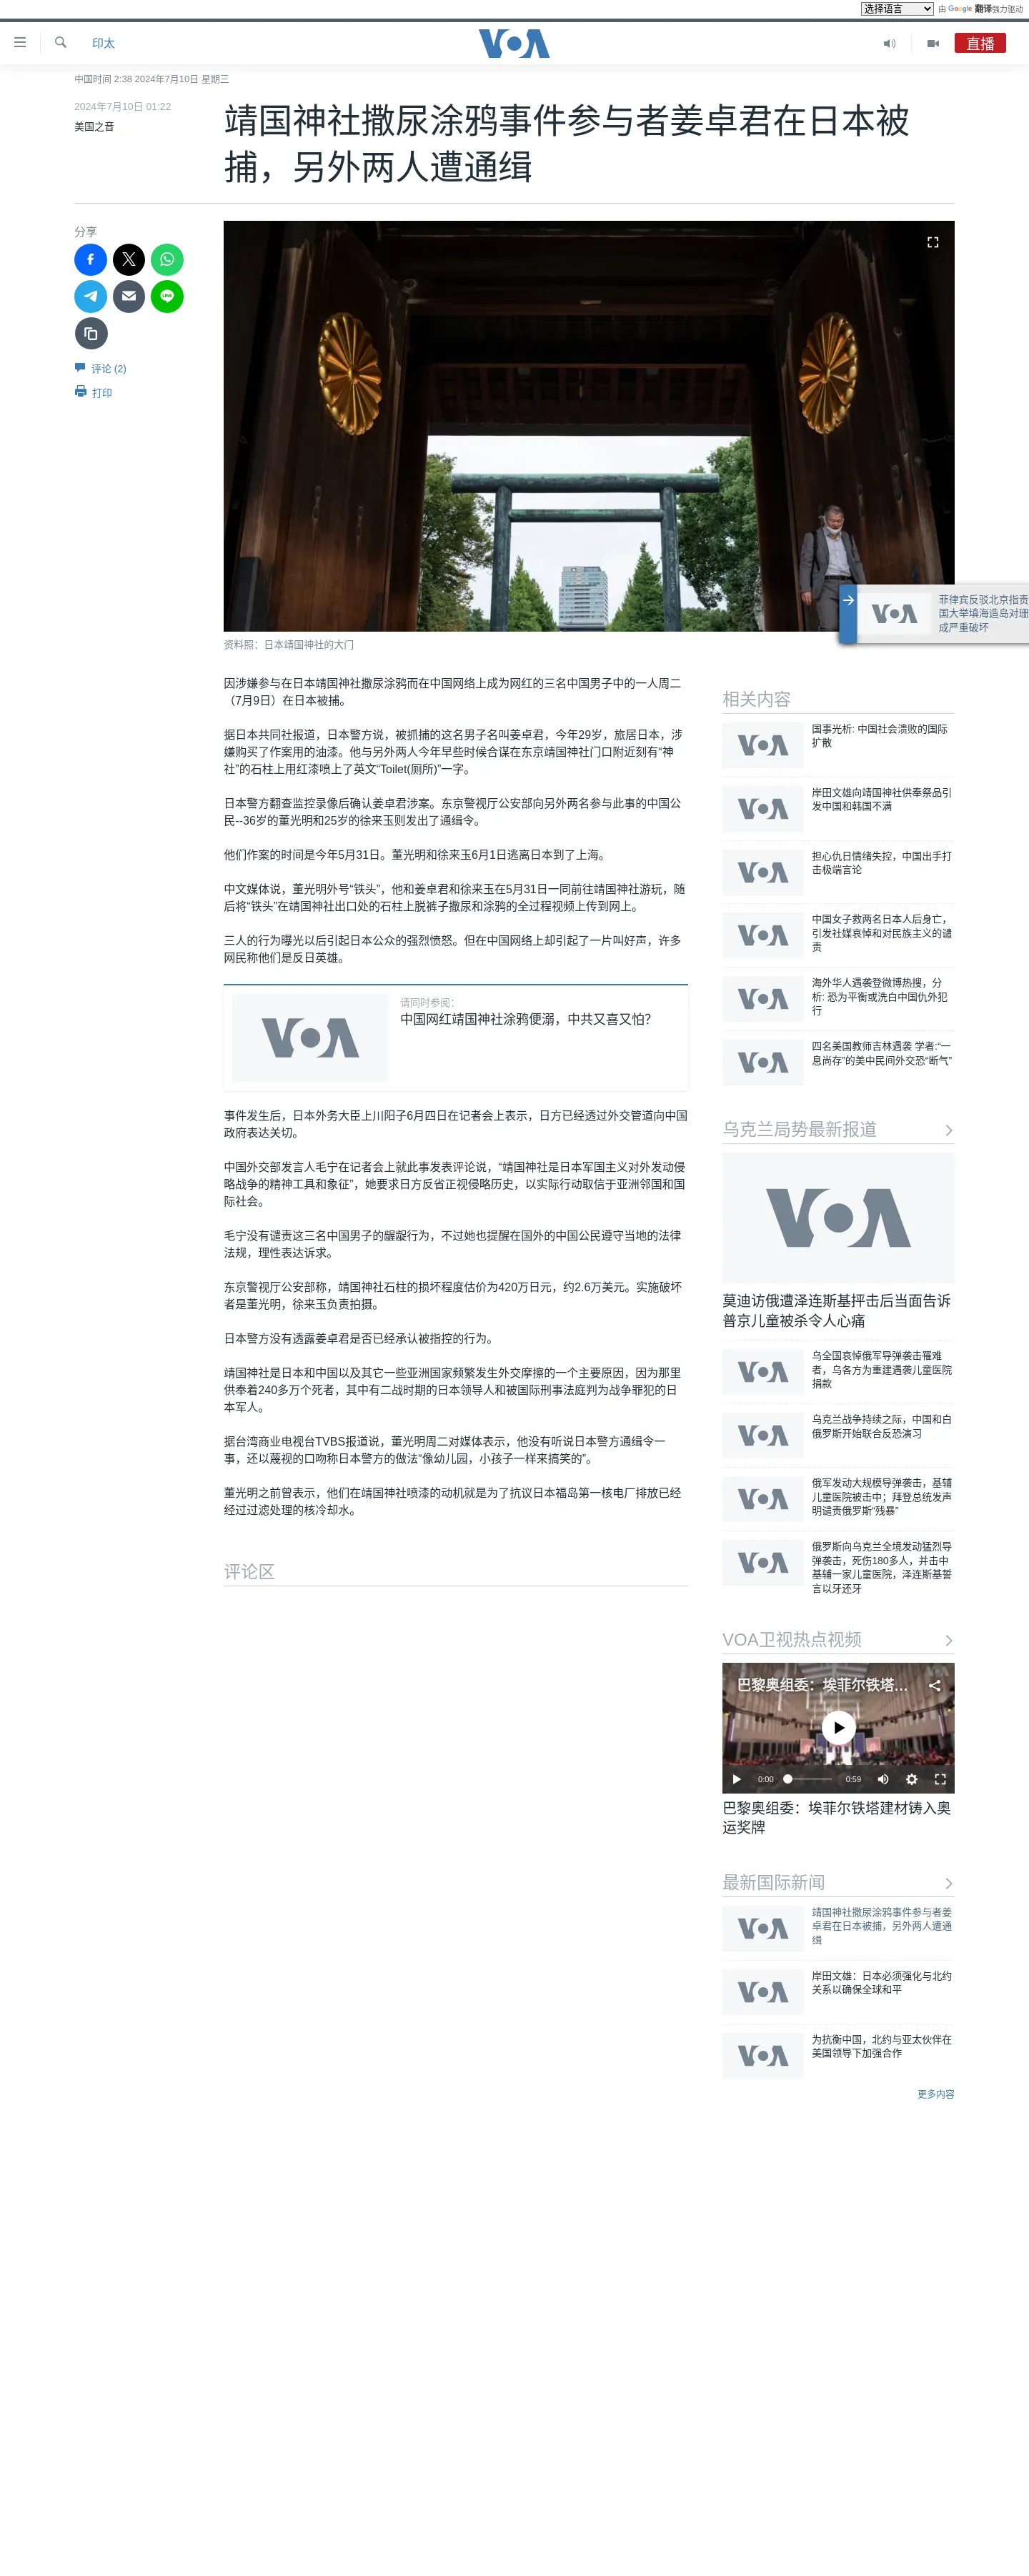 选择语言
由 Google 翻译强力驱动
印太
VOA
直播
中国时间 2:38 2024年7月10日 星期三
2024年7月10日 01:22
美国之音
靖国神社撒尿涂鸦事件参与者姜卓君在日本被
捕，另外两人遭通缉
分享
评论 (2)
打印
资料照：日本靖国神社的大门
菲律宾反驳北京指责
国大举填海造岛对珊
成严重破坏
因涉嫌参与在日本靖国神社撒尿涂鸦而在中国网络上成为网红的三名中国男子中的一人周二
（7月9日）在日本被捕。
据日本共同社报道，日本警方说，被抓捕的这名男子名叫姜卓君，今年29岁，旅居日本，涉
嫌购买了作案用的油漆。他与另外两人今年早些时候合谋在东京靖国神社门口附近刻有“神
社”的石柱上用红漆喷上了英文“Toilet(厕所)”一字。
日本警方翻查监控录像后确认姜卓君涉案。东京警视厅公安部向另外两名参与此事的中国公
民--36岁的董光明和25岁的徐来玉则发出了通缉令。
他们作案的时间是今年5月31日。董光明和徐来玉6月1日逃离日本到了上海。
中文媒体说，董光明外号“铁头”，他和姜卓君和徐来玉在5月31日一同前往靖国神社游玩，随
后将“铁头”在靖国神社出口处的石柱上脱裤子撒尿和涂鸦的全过程视频上传到网上。
三人的行为曝光以后引起日本公众的强烈愤怒。但在中国网络上却引起了一片叫好声，许多
网民称他们是反日英雄。
VOA
请同时参阅：
中国网红靖国神社涂鸦便溺，中共又喜又怕？
事件发生后，日本外务大臣上川阳子6月四日在记者会上表示，日方已经透过外交管道向中国
政府表达关切。
中国外交部发言人毛宁在记者会上就此事发表评论说，“靖国神社是日本军国主义对外发动侵
略战争的精神工具和象征”，她要求日方反省正视侵略历史，以实际行动取信于亚洲邻国和国
际社会。
毛宁没有谴责这三名中国男子的龌龊行为，不过她也提醒在国外的中国公民遵守当地的法律
法规，理性表达诉求。
东京警视厅公安部称，靖国神社石柱的损坏程度估价为420万日元，约2.6万美元。实施破坏
者是董光明，徐来玉负责拍摄。
日本警方没有透露姜卓君是否已经承认被指控的行为。
靖国神社是日本和中国以及其它一些亚洲国家频繁发生外交摩擦的一个主要原因，因为那里
供奉着240多万个死者，其中有二战时期的日本领导人和被国际刑事法庭判为战争罪犯的日
本军人。
据台湾商业电视台TVBS报道说，董光明周二对媒体表示，他没有听说日本警方通缉令一
事，还以蔑视的口吻称日本警方的做法“像幼儿园，小孩子一样来搞笑的”。
董光明之前曾表示，他们在靖国神社喷漆的动机就是为了抗议日本福岛第一核电厂排放已经
经过过滤处理的核冷却水。
评论区
相关内容
国事光析: 中国社会溃败的国际
扩散
岸田文雄向靖国神社供奉祭品引
发中国和韩国不满
担心仇日情绪失控，中国出手打
击极端言论
中国女子救两名日本人后身亡，
引发社媒哀悼和对民族主义的谴
责
海外华人遇袭登微博热搜，分
析: 恐为平衡或洗白中国仇外犯
行
四名美国教师吉林遇袭 学者:“一
息尚存”的美中民间外交恐“断气”
乌克兰局势最新报道
VOA
莫迪访俄遭泽连斯基抨击后当面告诉
普京儿童被杀令人心痛
乌全国哀悼俄军导弹袭击罹难
者，乌各方为重建遇袭儿童医院
捐款
乌克兰战争持续之际，中国和白
俄罗斯开始联合反恐演习
俄军发动大规模导弹袭击，基辅
儿童医院被击中；拜登总统发声
明谴责俄罗斯“残暴”
俄罗斯向乌克兰全境发动猛烈导
弹袭击，死伤180多人，并击中
基辅一家儿童医院，泽连斯基誓
言以牙还牙
VOA卫视热点视频
巴黎奥组委：埃菲尔铁塔...
0:00
0:59
巴黎奥组委：埃菲尔铁塔建材铸入奥
运奖牌
最新国际新闻
靖国神社撒尿涂鸦事件参与者姜
卓君在日本被捕，另外两人遭通
缉
岸田文雄：日本必须强化与北约
关系以确保全球和平
为抗衡中国，北约与亚太伙伴在
美国领导下加强合作
更多内容